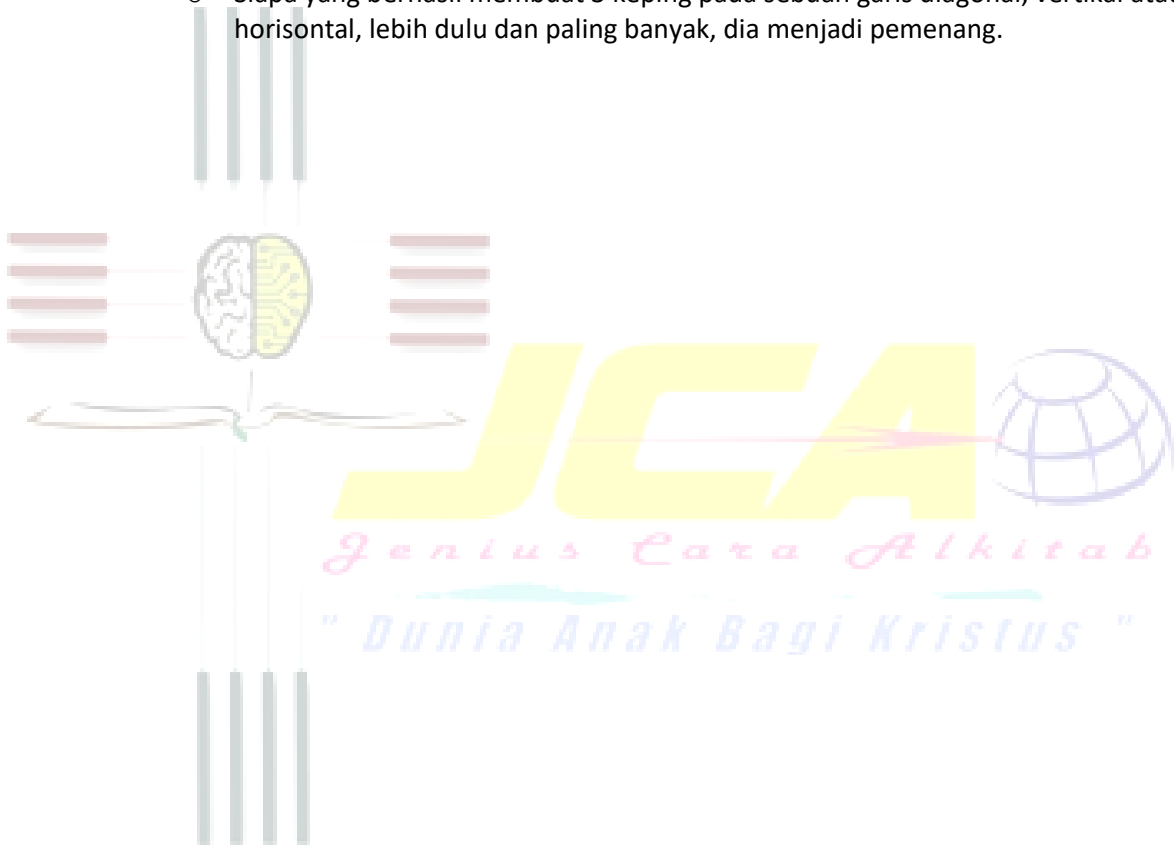 ○ Siapa yang berhasil membuat keping pada sebuah garis diagonal, vertikal atau
horisontal, lebih dulu dan paling banyak, dia menjadi pemenang.
JCA
Jenius Cara Alkitab
" Dunia Anak Bagi Kristus "